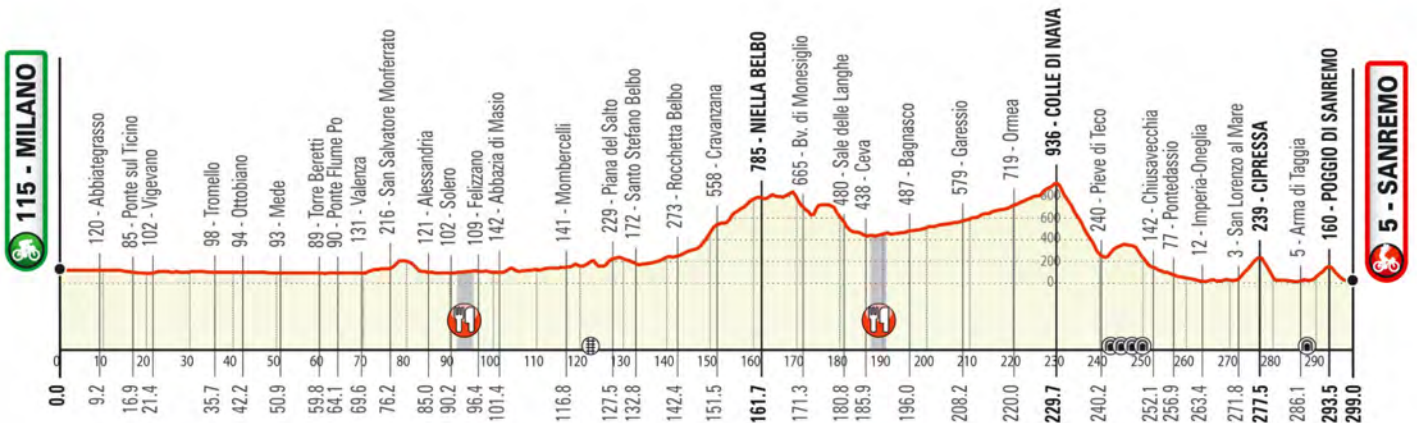 115 - MILANO
120 - Abbiategrasso
85 - Ponte sul Ticino
102 - Vigevano
98 - Tromello
94 - Ottobiano
93 - Mede
89 - Torre Beretti
90 - Ponte Fiume Po
131 - Valenza
216 - San Salvatore Monferrato
121 - Alessandria
102 - Solero
109 - Felizzano
142 - Abbazia di Masio
141 - Mombercelli
229 - Piana del Salto
172 - Santo Stefano Belbo
273 - Rocchetta Belbo
558 - Cravanzana
785 - NIELLA BELBO
665 - Bv. di Monesiglio
480 - Sale delle Langhe
438 - Ceva
487 - Bagnasco
579 - Garessio
719 - Ormea
936 - COLLE DI NAVA
240 - Pieve di Teco
142 - Chiusavecchia
77 - Pontedassio
12 - Imperia-Oneglia
3 - San Lorenzo al Mare
239 - CIPRESSA
5 - Arma di Taggia
160 - POGGIO DI SANREMO
5 - SANREMO
800
600
400
200
0
0 10 20 30 40 50 60 70 80 90 100 110 120 130 140 150 160 170 180 190 200 210 220 230 240 250 260 270 280 290
0.0 9.2 16.9 21.4 35.7 42.2 50.9 59.8 64.1 69.6 76.2 85.0 90.2 96.4 101.4 116.8 127.5 132.8 142.4 151.5 161.7 171.3 180.8 185.9 196.0 208.2 220.0 229.7 240.2 252.1 256.9 263.4 271.8 277.5 286.1 293.5 299.0